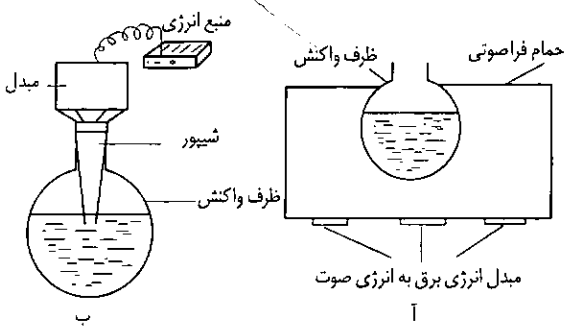 منبع انرژی
ظرف واکنش
حمام فراصوتی
مبدل
شیپور
ظرف واکنش
مبدل انرژی برق به انرژی صوت
آ
ب